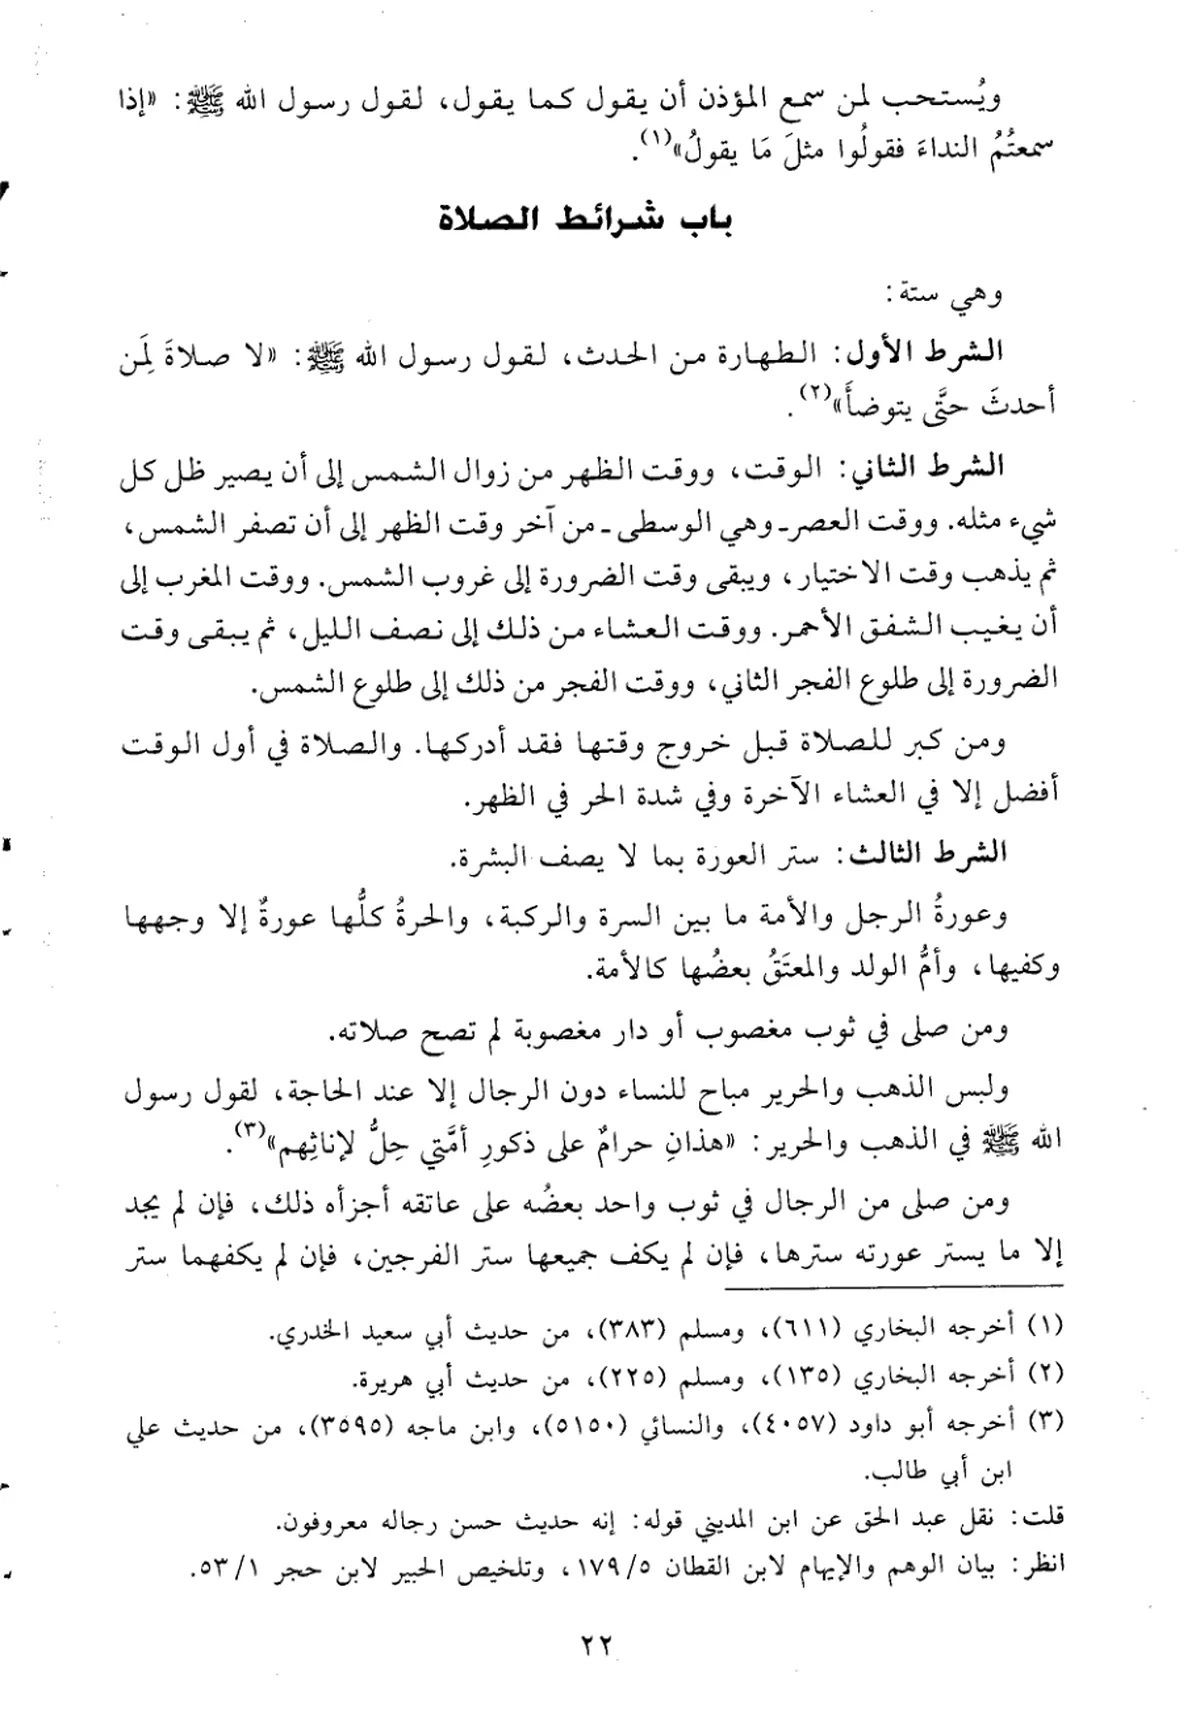 ويُستحب لمن سمع المؤذن أن يقول كما يقول، لقول رسول الله ﷺ: «إذا
سمعتُمُ النداءَ فقولُوا مثلَ مَا يقولُ»(١).
باب شرائط الصلاة
وهي ستة:
الشرط الأول: الطهارة من الحدث، لقول رسول الله ﷺ: «لا صلاةَ لِمَن
أحدثَ حتَّى يتوضأَ»(٢).
الشرط الثاني: الوقت، ووقت الظهر من زوال الشمس إلى أن يصير ظل كل
شيء مثله. ووقت العصر ـ وهي الوسطى ـ من آخر وقت الظهر إلى أن تصفر الشمس،
ثم يذهب وقت الاختيار، ويبقى وقت الضرورة إلى غروب الشمس. ووقت المغرب إلى
أن يغيب الشفق الأحمر. ووقت العشاء من ذلك إلى نصف الليل، ثم يبقى وقت
الضرورة إلى طلوع الفجر الثاني، ووقت الفجر من ذلك إلى طلوع الشمس.
ومن كبر للصلاة قبل خروج وقتها فقد أدركها. والصلاة في أول الوقت
أفضل إلا في العشاء الآخرة وفي شدة الحر في الظهر.
الشرط الثالث: ستر العورة بما لا يصف البشرة.
وعورةُ الرجل والأمة ما بين السرة والركبة، والحرةُ كلُّها عورةٌ إلا وجهها
وكفيها، وأمُّ الولد والمعتَقُ بعضُها كالأمة.
ومن صلى في ثوب مغصوب أو دار مغصوبة لم تصح صلاته.
ولبس الذهب والحرير مباح للنساء دون الرجال إلا عند الحاجة، لقول رسول
الله ﷺ في الذهب والحرير: «هذانِ حرامٌ على ذكورِ أمَّتي حِلٌّ لإناثِهم»(٣).
ومن صلى من الرجال في ثوب واحد بعضُه على عاتقه أجزأه ذلك، فإن لم يجد
إلا ما يستر عورته سترها، فإن لم يكف جميعها ستر الفرجين، فإن لم يكفهما ستر
(١) أخرجه البخاري (٦١١)، ومسلم (٣٨٣)، من حديث أبي سعيد الخدري.
(٢) أخرجه البخاري (١٣٥)، ومسلم (٢٢٥)، من حديث أبي هريرة.
(٣) أخرجه أبو داود (٤٠٥٧)، والنسائي (٥١٥٠)، وابن ماجه (٣٥٩٥)، من حديث علي
ابن أبي طالب.
قلت: نقل عبد الحق عن ابن المديني قوله: إنه حديث حسن رجاله معروفون.
انظر: بيان الوهم والإيهام لابن القطان ٥/١٧٩، وتلخيص الحبير لابن حجر ١/٥٣.
٢٢